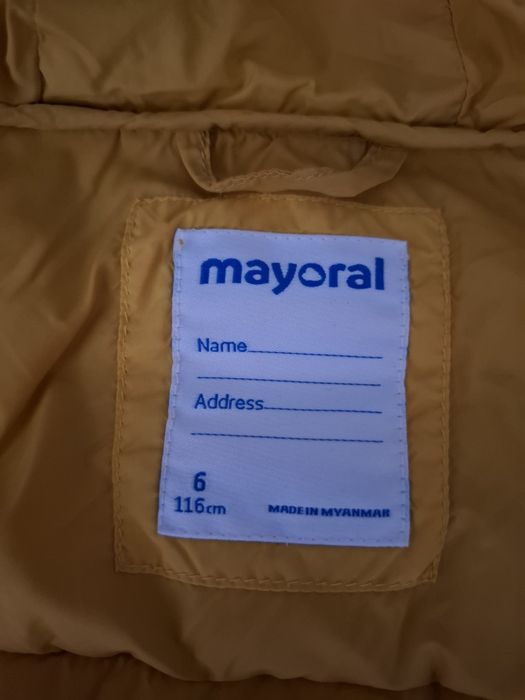 mayoral
Name
Address
6
116cm
MADE IN MYANMAR